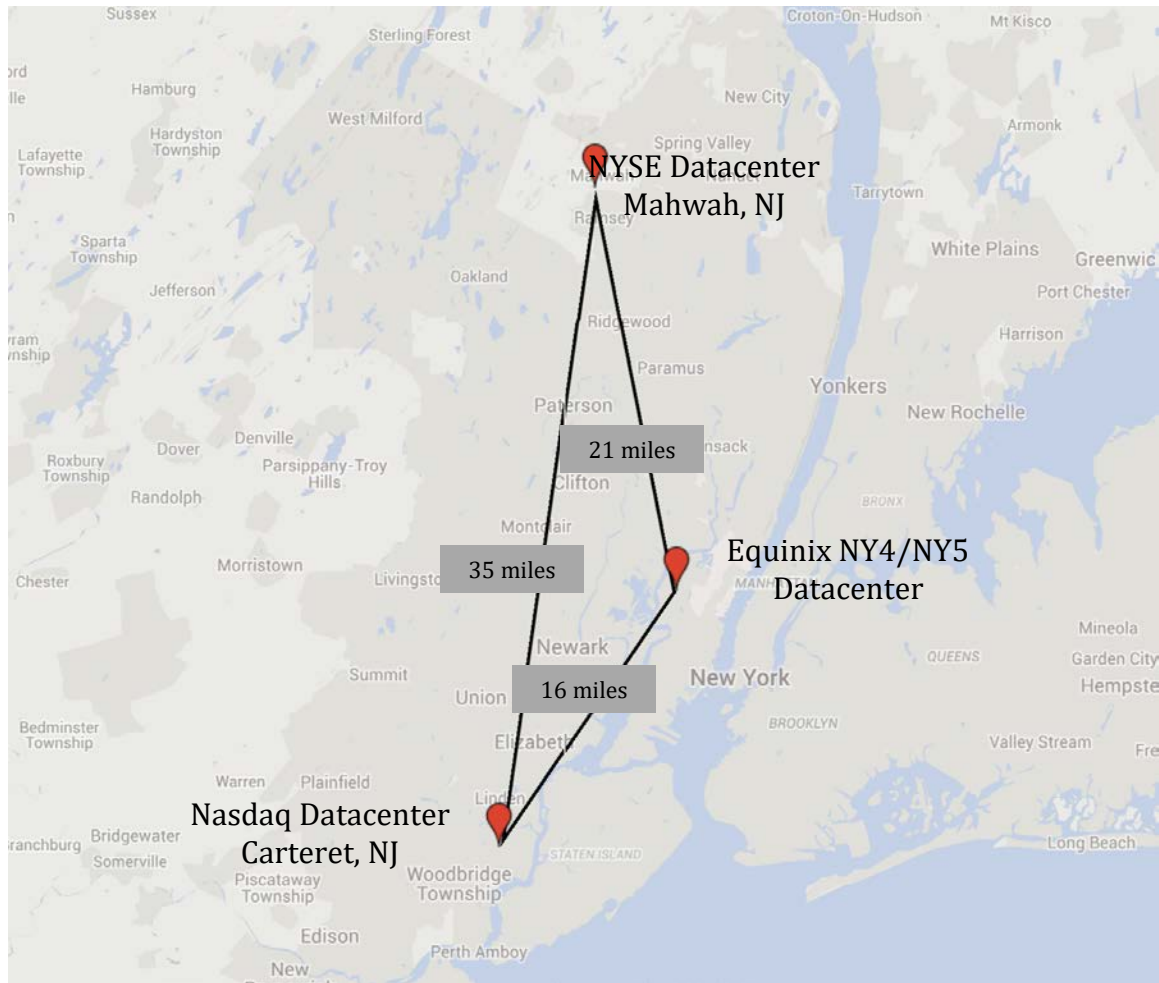 Sussex
Croton-On-Hudson
Mt Kisco
Sterling Forest
Hamburg
New City
West Milford
Armonk
Hardyston
Township
Spring Valley
Lafayette
Township
NYSE Datacenter
Mahwah, NJ
Tarrytown
Ramsey
Sparta
Township
White Plains
Greenwic
Oakland
Jefferson
Port Chester
Ridgewood
Harrison
Paramus
Yonkers
Paterson
New Rochelle
Denville
Dover
21 miles
nsack
Roxbury
Township
Parsippany-Troy
Hills
Clifton
Randolph
BRONX
Montclair
Equinix NY4/NY5
Datacenter
Morristown
35 miles
Chester
Livingsto
Mineola
Newark
QUEENS
Garden City
Summit
New York
Hempste
16 miles
Union
BROOKLYN
Bedminster
Township
Elizabeth
Valley Stream
Fre
Warren
Plainfield
Linden
Nasdaq Datacenter
Carteret, NJ
Bridgewater
Long Beach
ranchburg
Somerville
STATEN ISLAND
Woodbridge
Township
Piscataway
Township
Edison
Perth Amboy
New